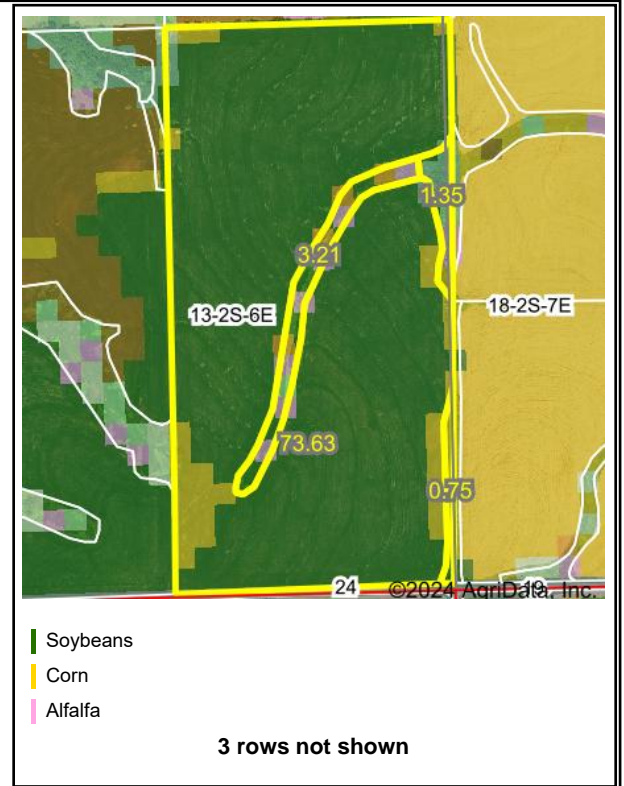 1.35
3.21
13-2S-6E
18-2S-7E
73.63
0.75
24
©2024 AgriData, Inc.
19
Soybeans
Corn
Alfalfa
3 rows not shown